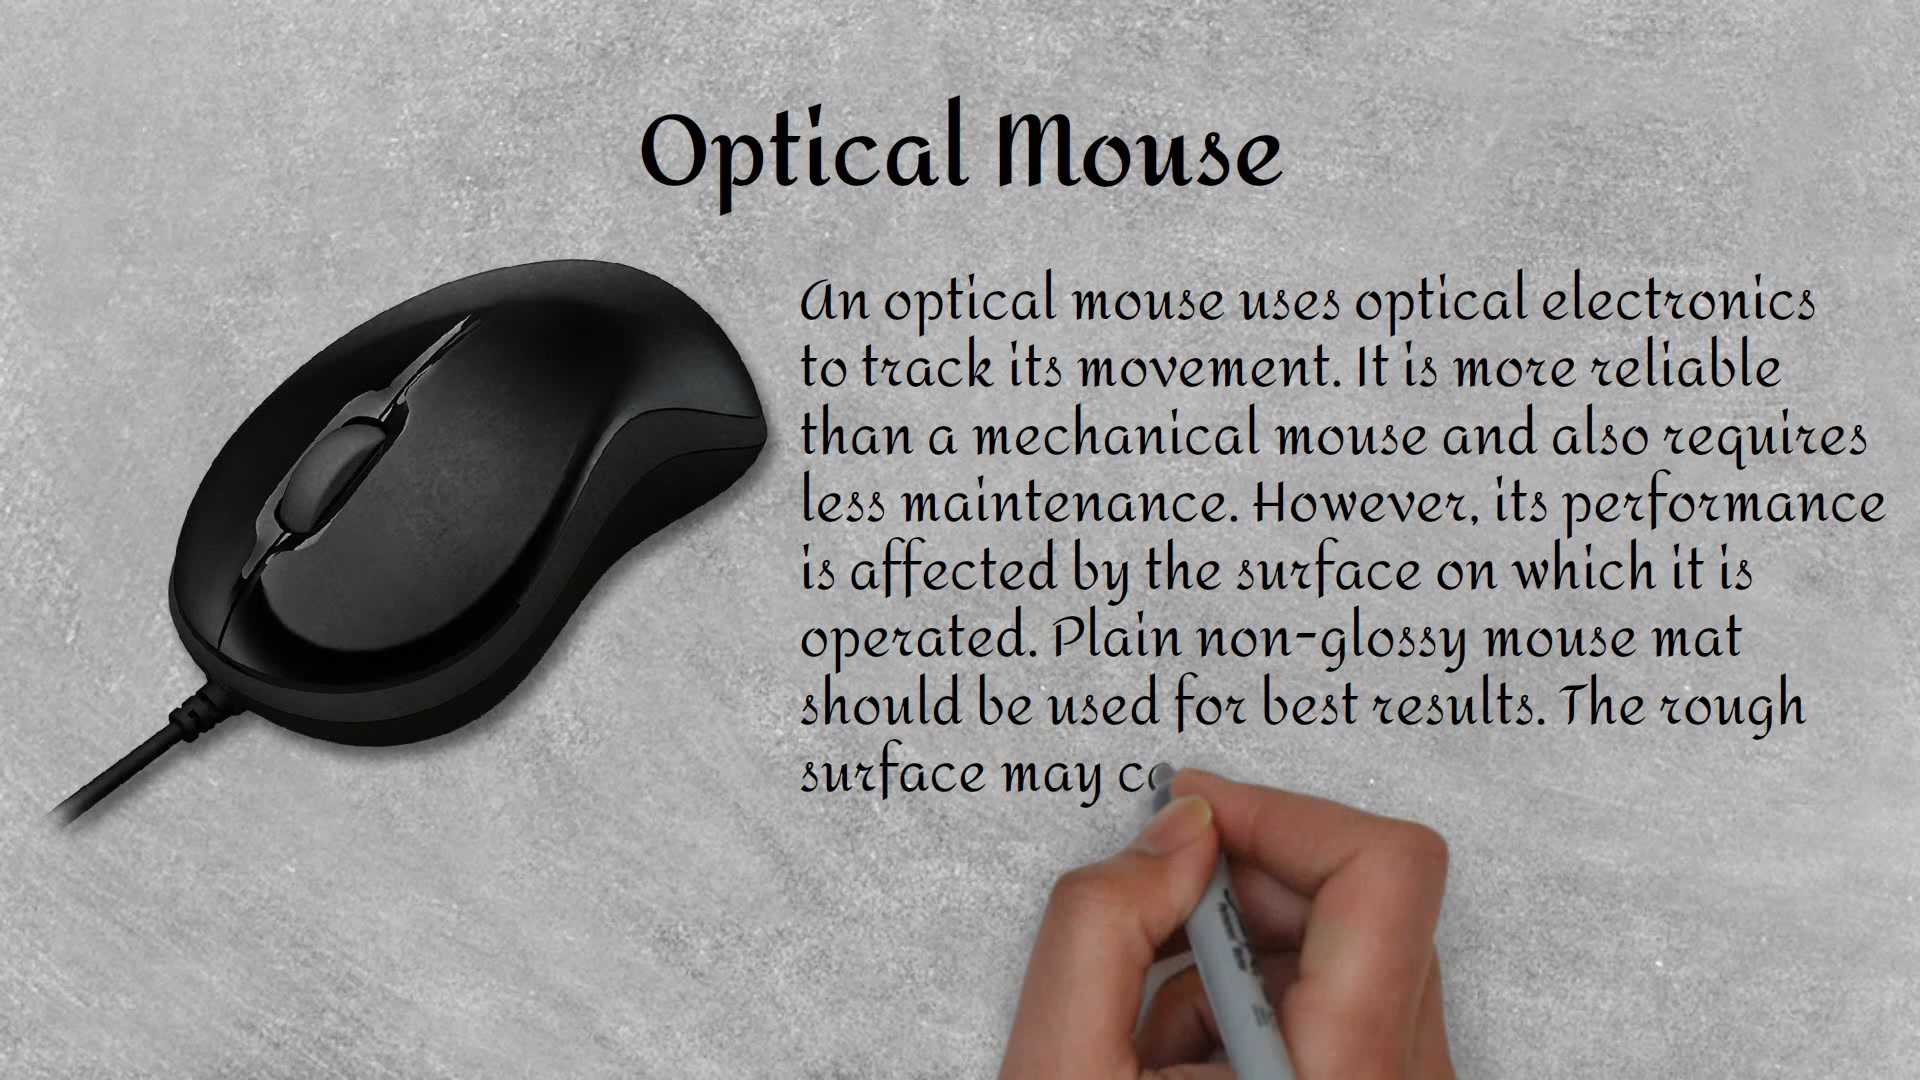 Optical Mouse
An optical mouse uses optical electronics
to track its movement. It is more reliable
than a mechanical mouse and also requires
less maintenance. However, its performance
is affected by the surface on which it is
operated. Plain non-glossy mouse mat
should be used for best results. The rough
surface may